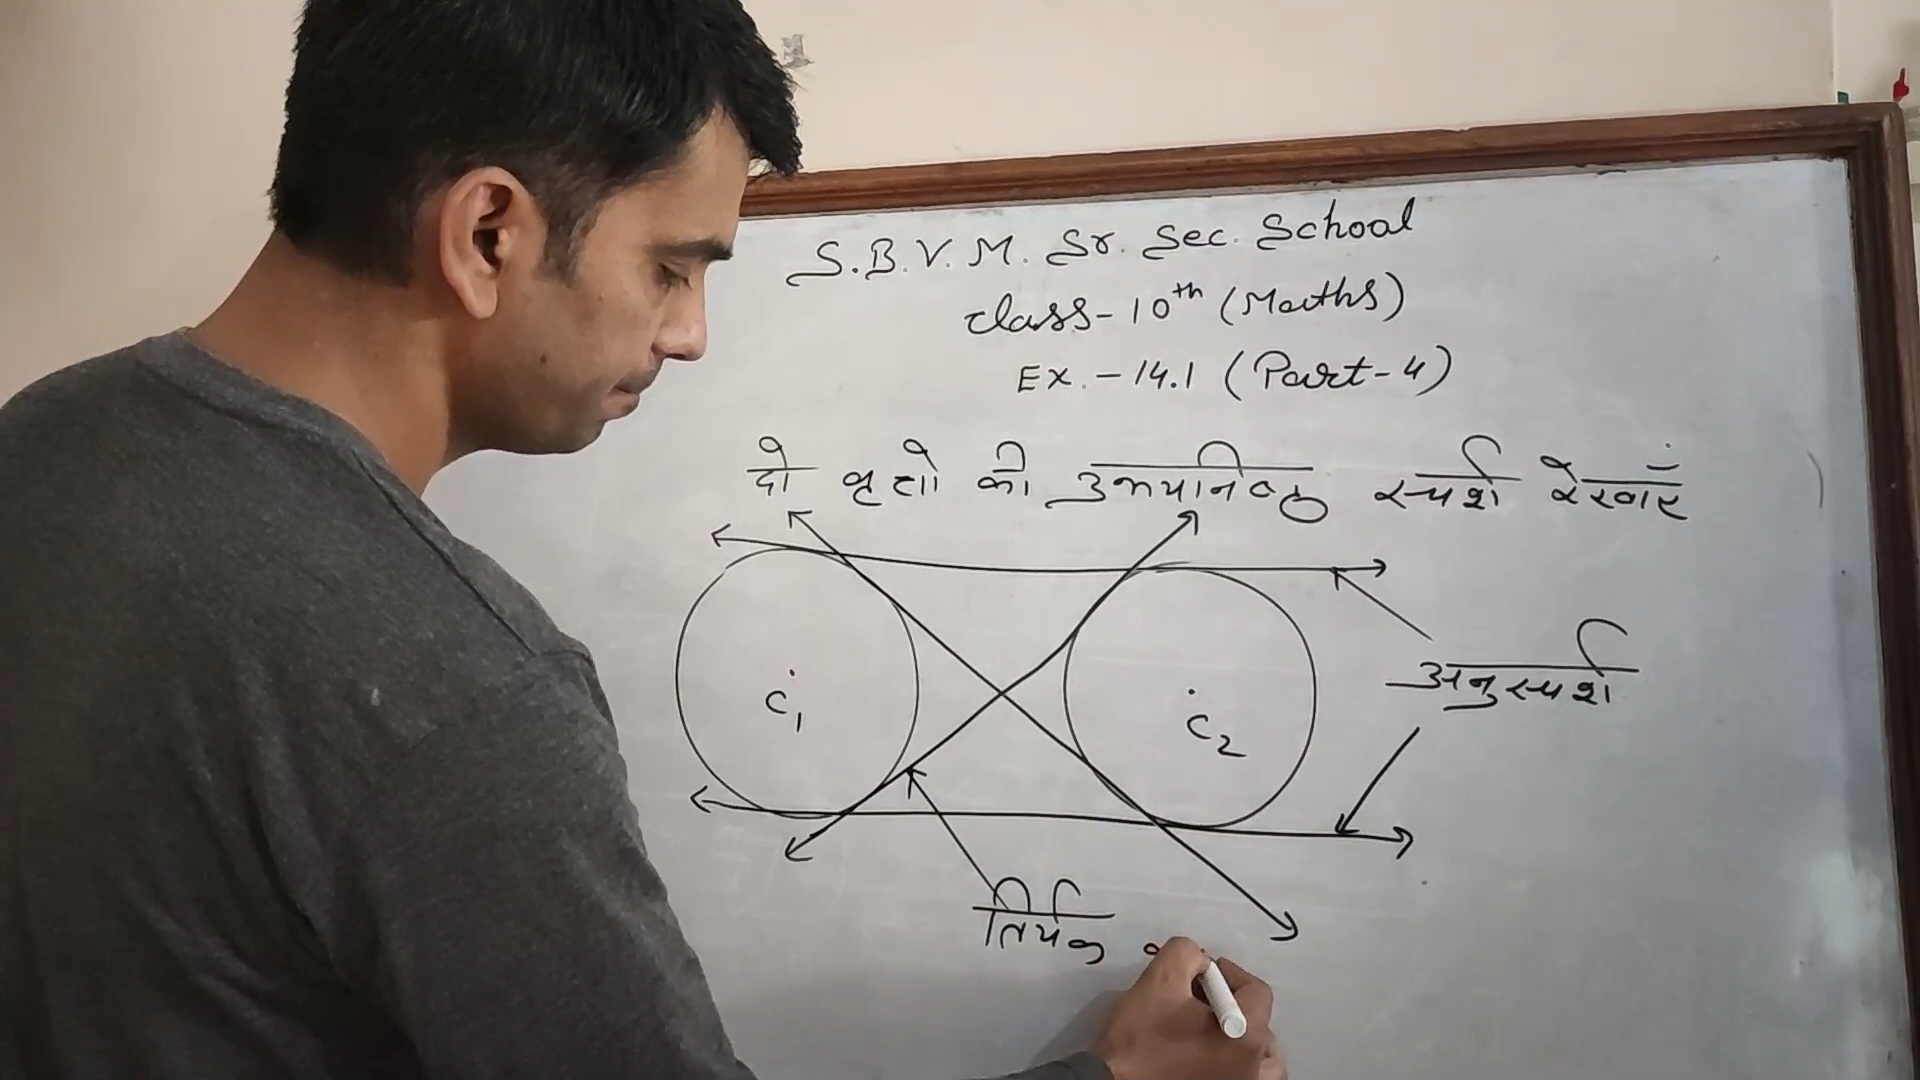 S.B.V.M. Sr. Sec. School
Class-10th (Maths)
Ex.-14.1 (Part-4)
दो वृतो की उभयनिष्ठ स्पर्श रेखाएं
अनुस्पर्श
C1
C2
तिर्यक